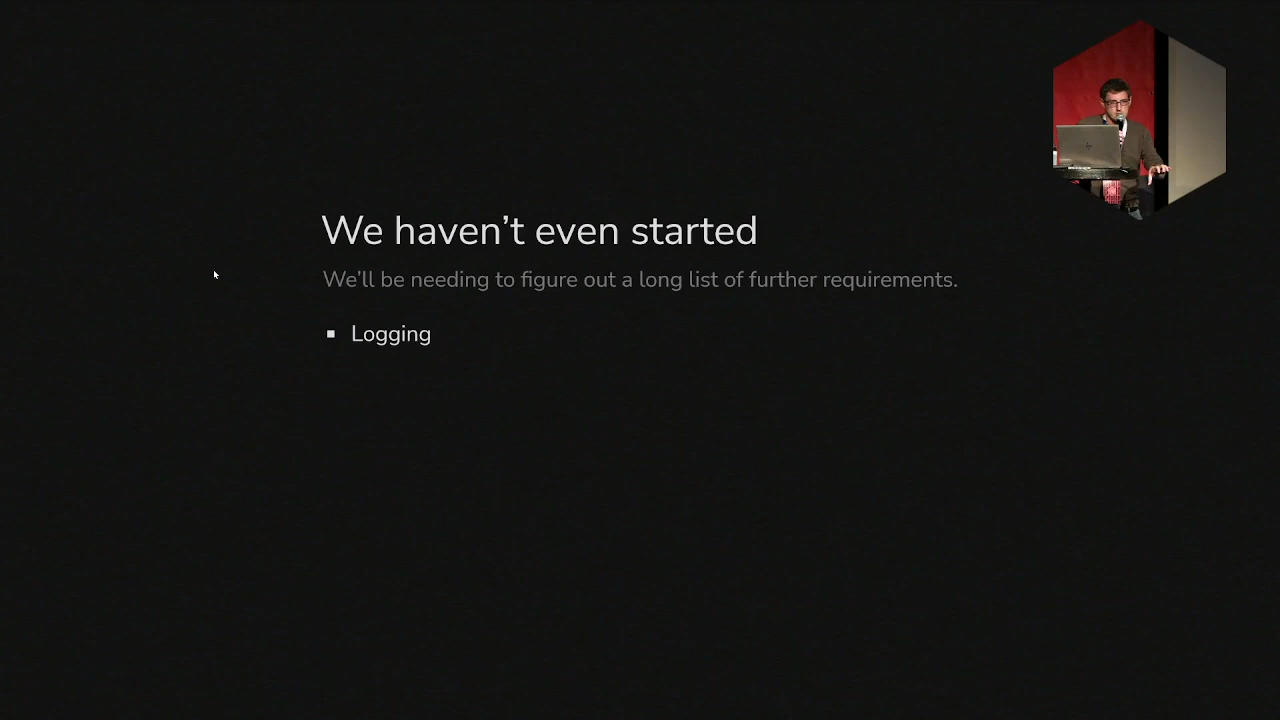 We haven’t even started
We’ll be needing to figure out a long list of further requirements.
Logging